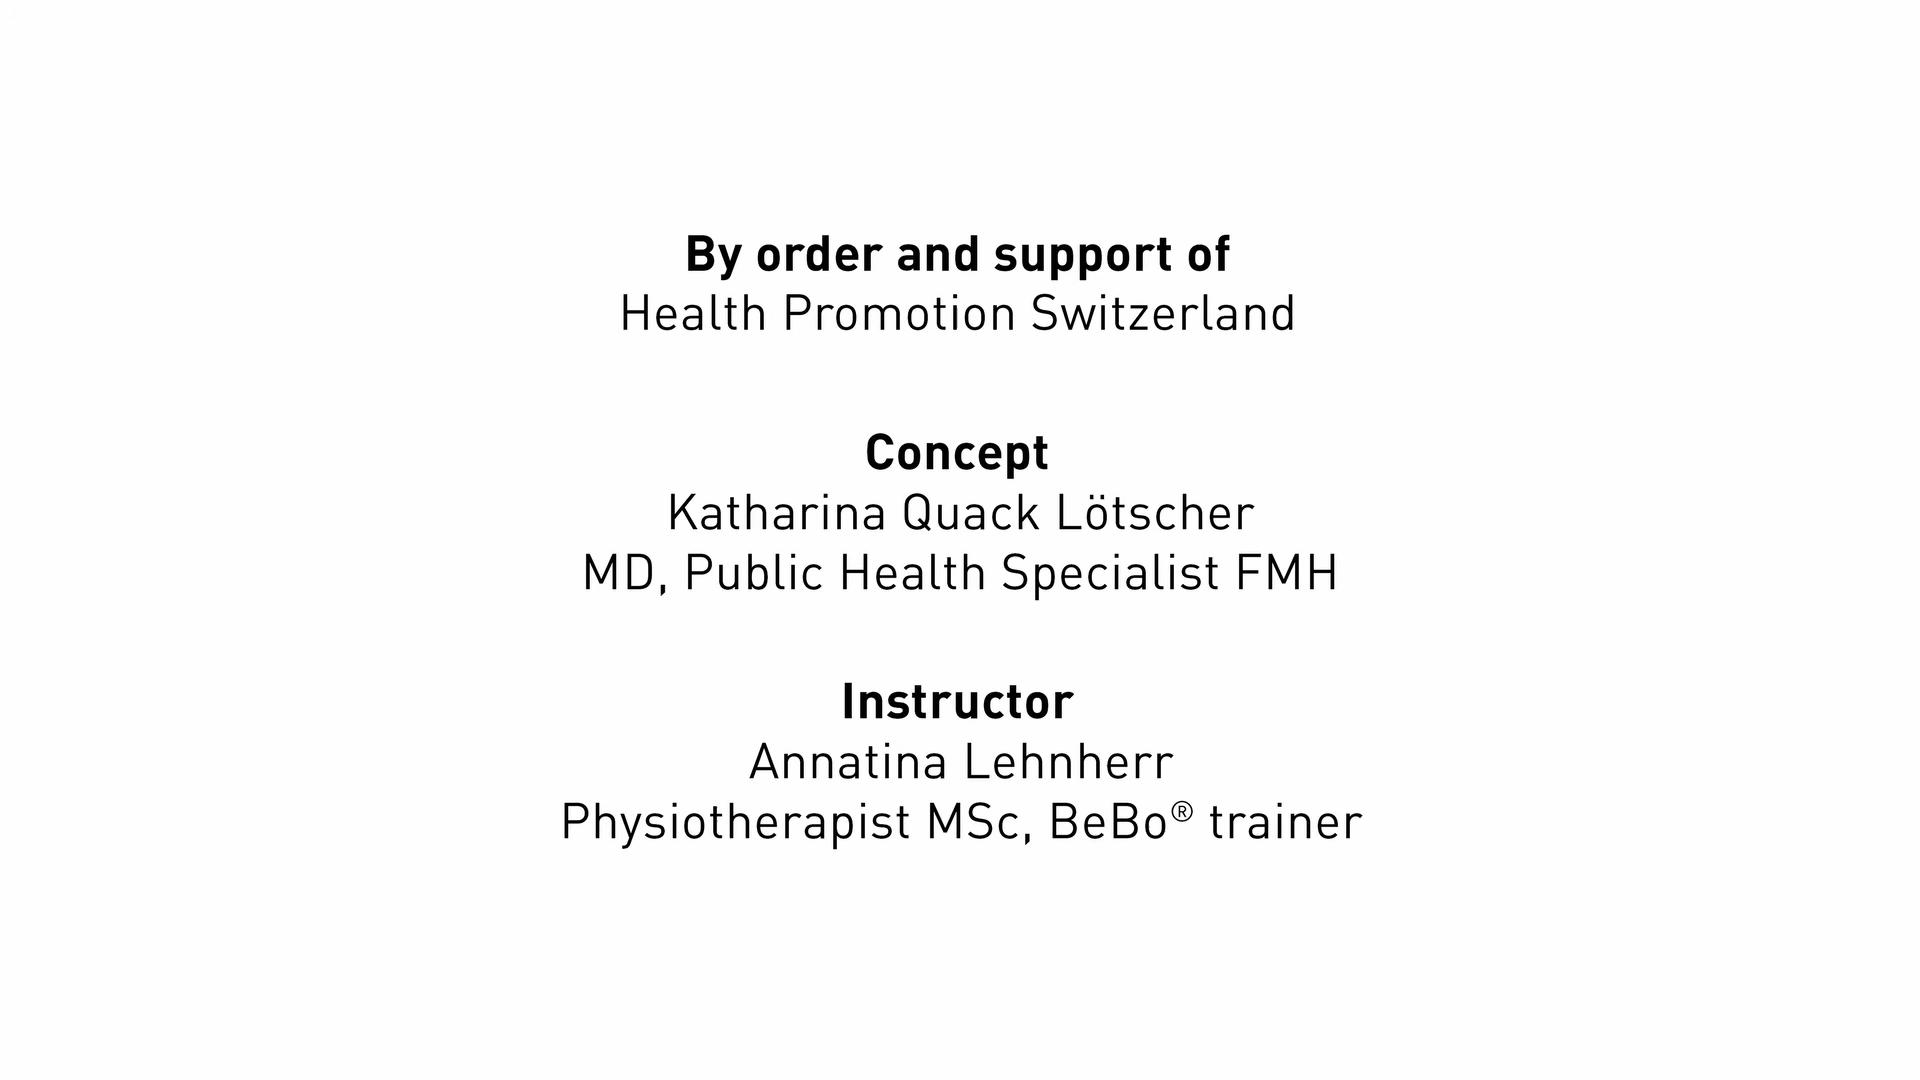 By order and support of
Health Promotion Switzerland
Concept
Katharina Quack Lötscher
MD, Public Health Specialist FMH
Instructor
Annatina Lehnherr
Physiotherapist MSc, BeBo® trainer